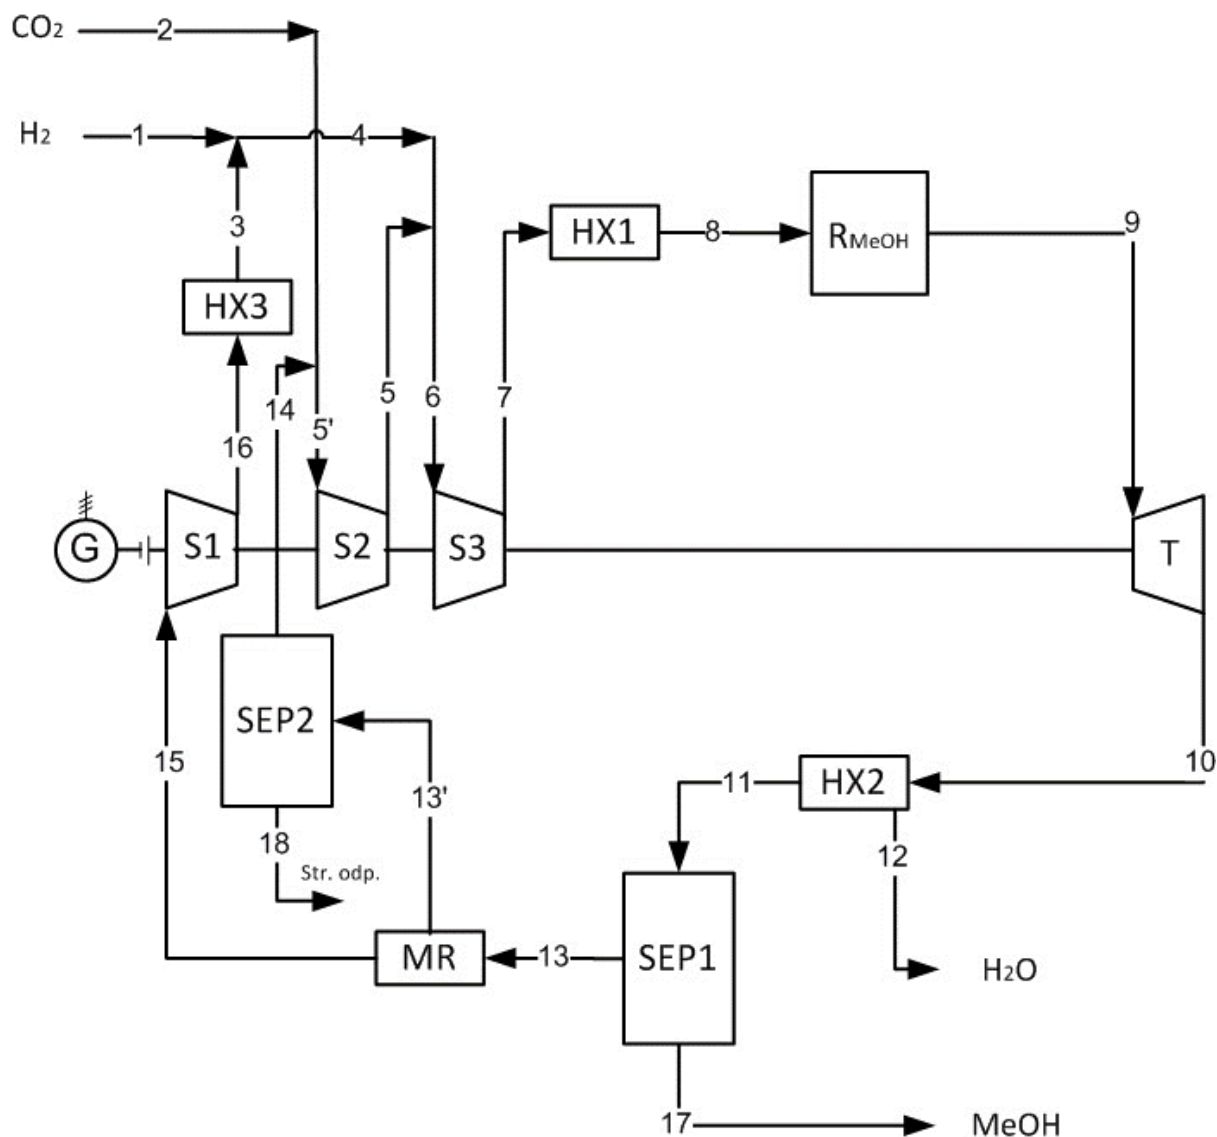 CO2 2
H2 1 4
3 HX1 8 RMeOH 9
HX3
14 5' 5 6 7
16
G S1 S2 S3 T
SEP2
15 13' 11 HX2 10
18 12
Str. odp.
MR 13 SEP1 H2O
17 MeOH